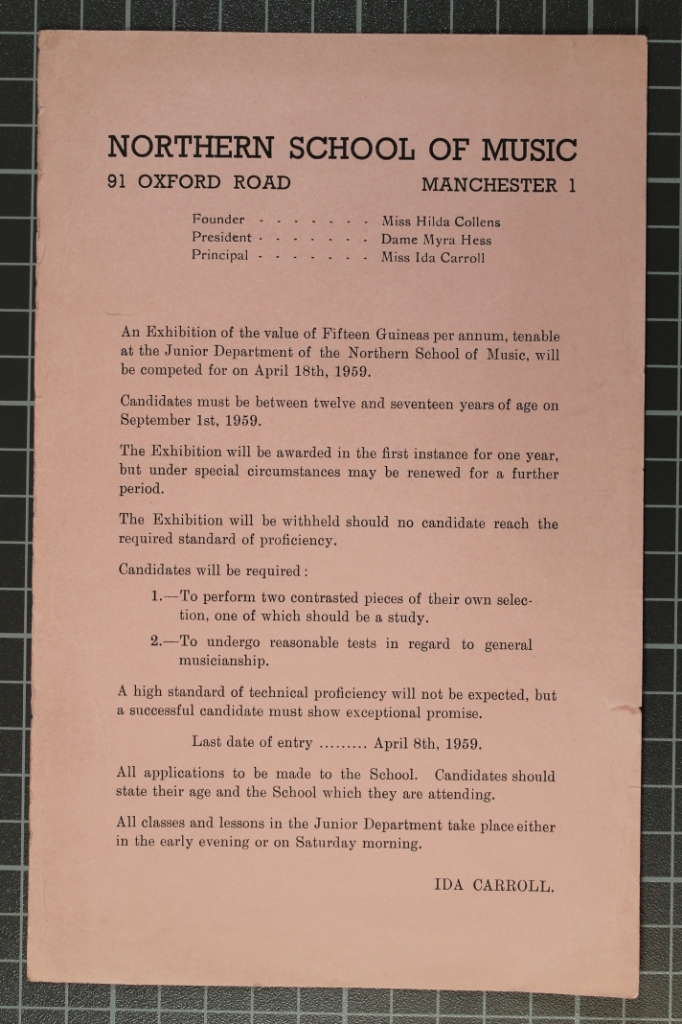 NORTHERN SCHOOL OF MUSIC
91 OXFORD ROAD MANCHESTER 1
Founder - - - - - - - Miss Hilda Collens
President - - - - - - - Dame Myra Hess
Principal - - - - - - - Miss Ida Carroll
An Exhibition of the value of Fifteen Guineas per annum, tenable
at the Junior Department of the Northern School of Music, will
be competed for on April 18th, 1959.
Candidates must be between twelve and seventeen years of age on
September 1st, 1959.
The Exhibition will be awarded in the first instance for one year,
but under special circumstances may be renewed for a further
period.
The Exhibition will be withheld should no candidate reach the
required standard of proficiency.
Candidates will be required :
1.—To perform two contrasted pieces of their own selec-
tion, one of which should be a study.
2.—To undergo reasonable tests in regard to general
musicianship.
A high standard of technical proficiency will not be expected, but
a successful candidate must show exceptional promise.
Last date of entry ......... April 8th, 1959.
All applications to be made to the School. Candidates should
state their age and the School which they are attending.
All classes and lessons in the Junior Department take place either
in the early evening or on Saturday morning.
IDA CARROLL.